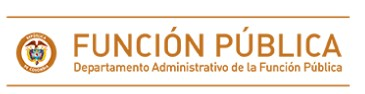 FUNCIÓN PÚBLICA
Departamento Administrativo de la Función Pública